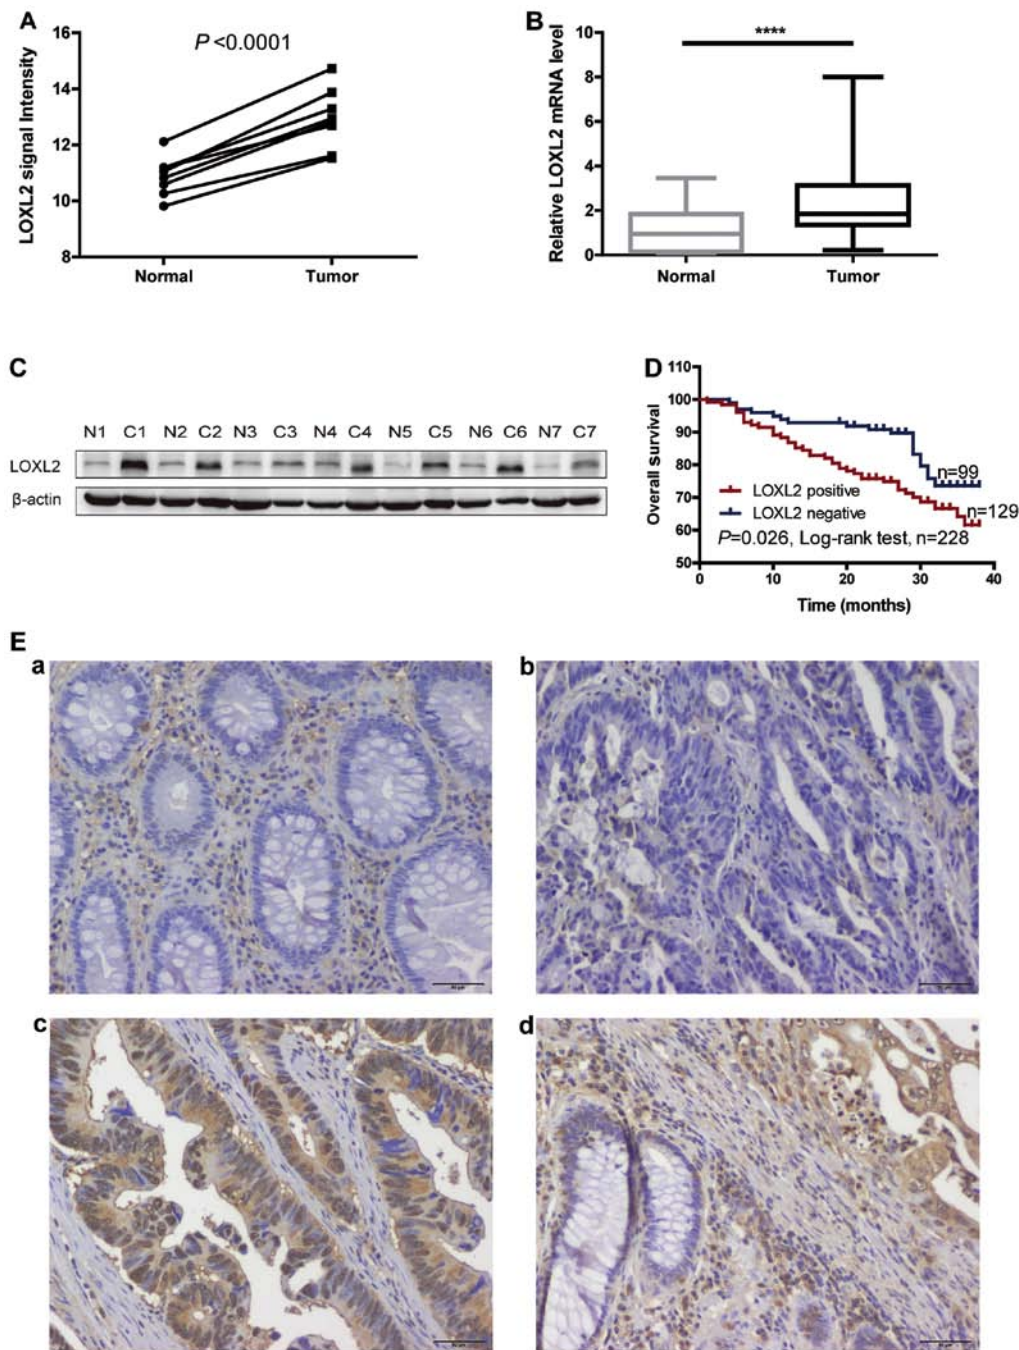 A
16
14
12
10
8
LOXL2 signal Intensity
P<0.0001
Normal
Tumor
B
10
8
6
4
2
0
Relative LOXL2 mRNA level
****
Normal
Tumor
C
N1 C1 N2 C2 N3 C3 N4 C4 N5 C5 N6 C6 N7 C7
LOXL2
β-actin
D
110
100
90
80
70
60
50
Overall survival
n=99
n=129
LOXL2 positive
LOXL2 negative
P=0.026, Log-rank test, n=228
0 10 20 30 40
Time (months)
E
a
b
c
d